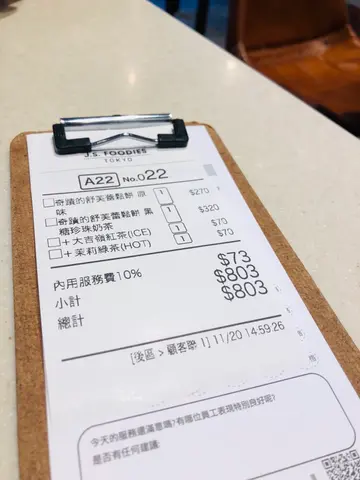 J.S. FOODIES
TOKYO
A22 No.022
奇蹟的舒芙蕾鬆餅 原味 1 $270
奇蹟的舒芙蕾鬆餅 黑糖珍珠奶茶 1 $320
+大吉嶺紅茶(ICE) 1 $70
+茉莉綠茶(HOT) 1 $70
內用服務費10% $73
小計 $803
總計 $803
[後區 > 顧客聯 1] 11/20 14:59:26
今天的服務還滿意嗎?有哪位員工表現特別良好呢?
是否有任何建議: